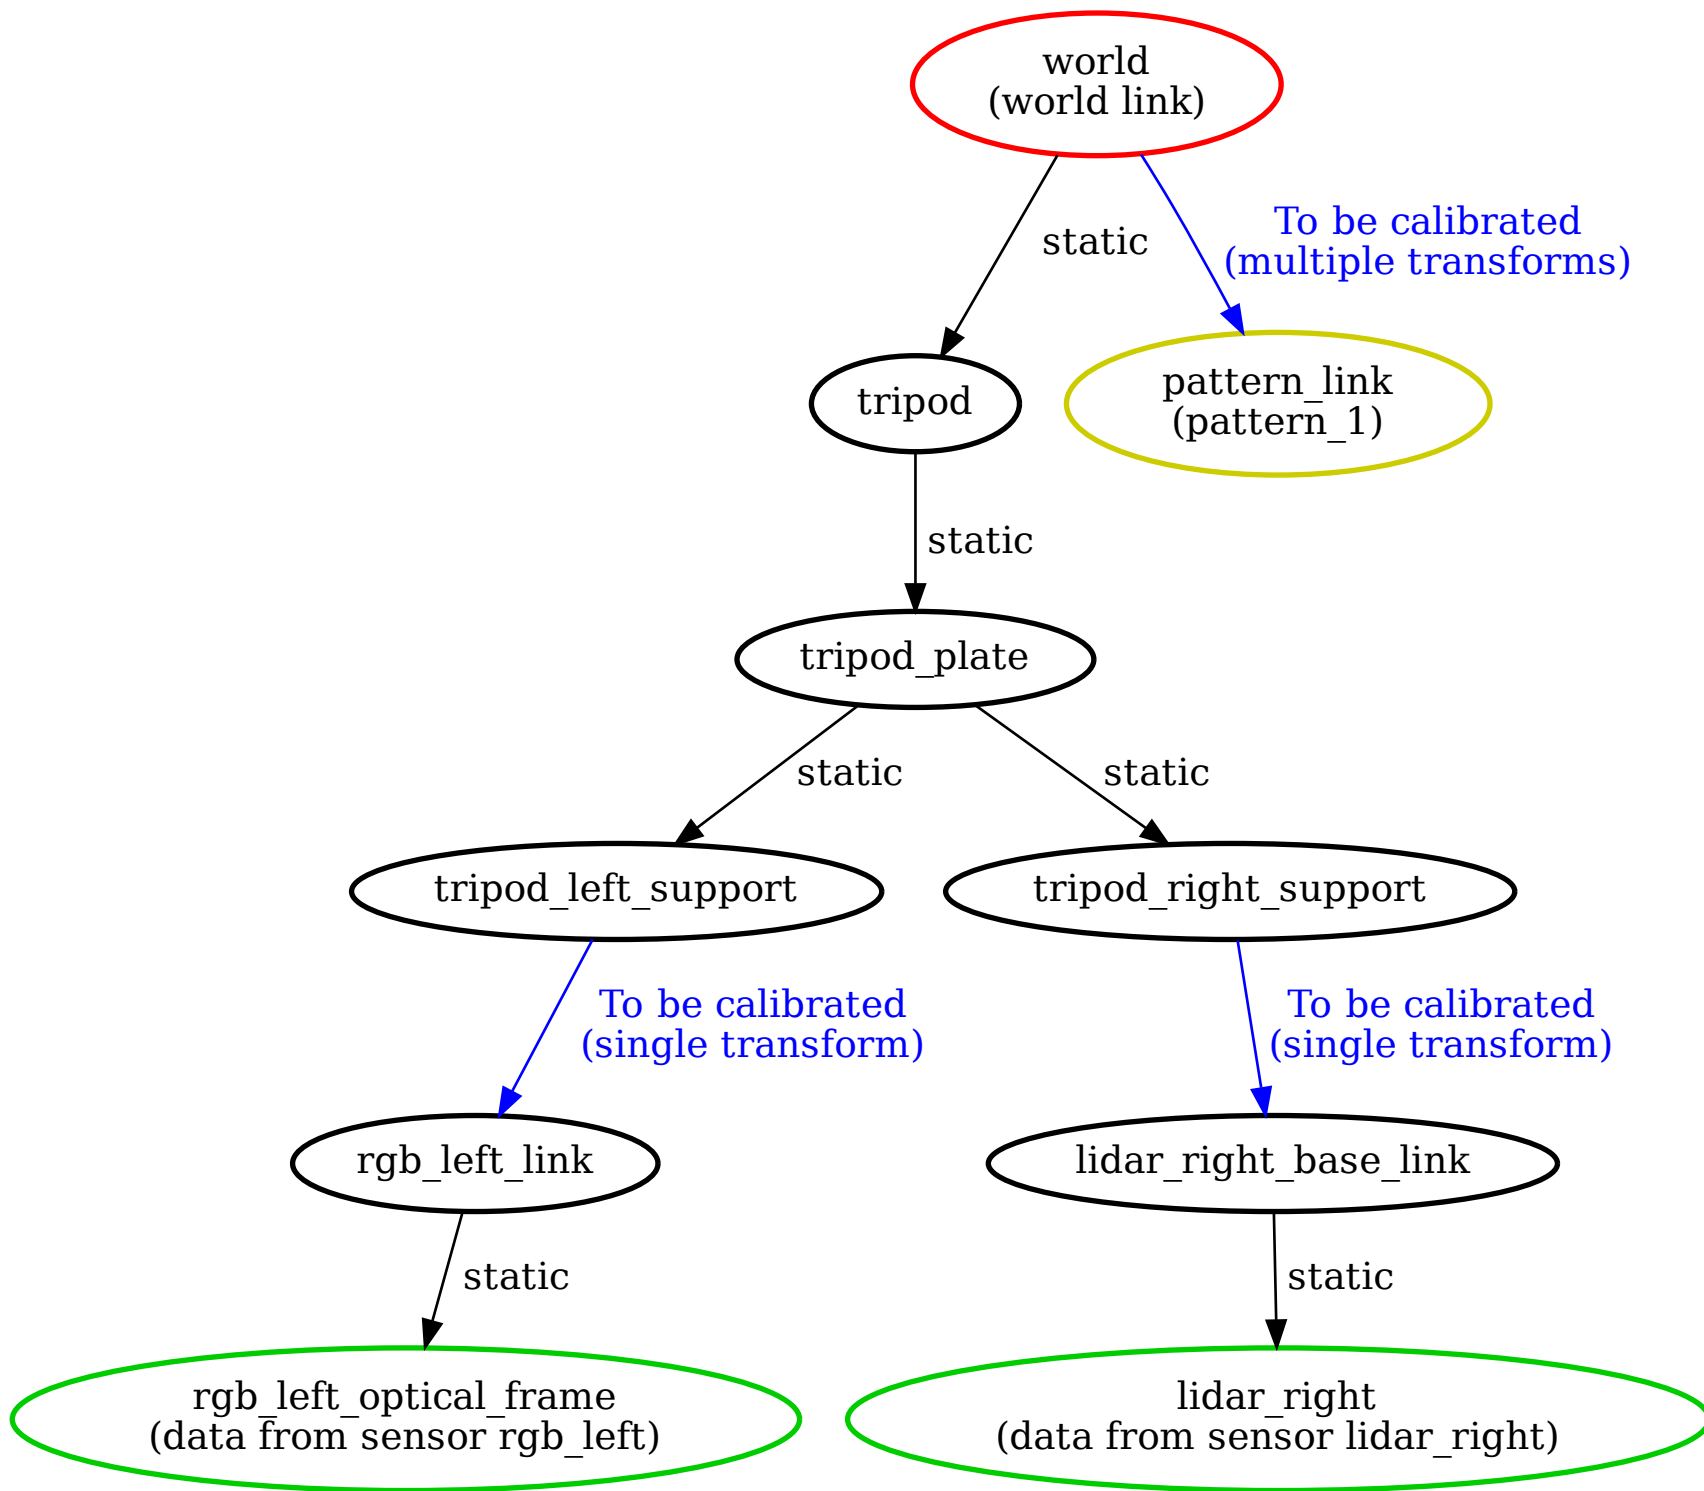 world
(world link)
static
To be calibrated
(multiple transforms)
tripod
pattern_link
(pattern_1)
static
tripod_plate
static
static
tripod_left_support
tripod_right_support
To be calibrated
(single transform)
To be calibrated
(single transform)
rgb_left_link
lidar_right_base_link
static
static
rgb_left_optical_frame
(data from sensor rgb_left)
lidar_right
(data from sensor lidar_right)